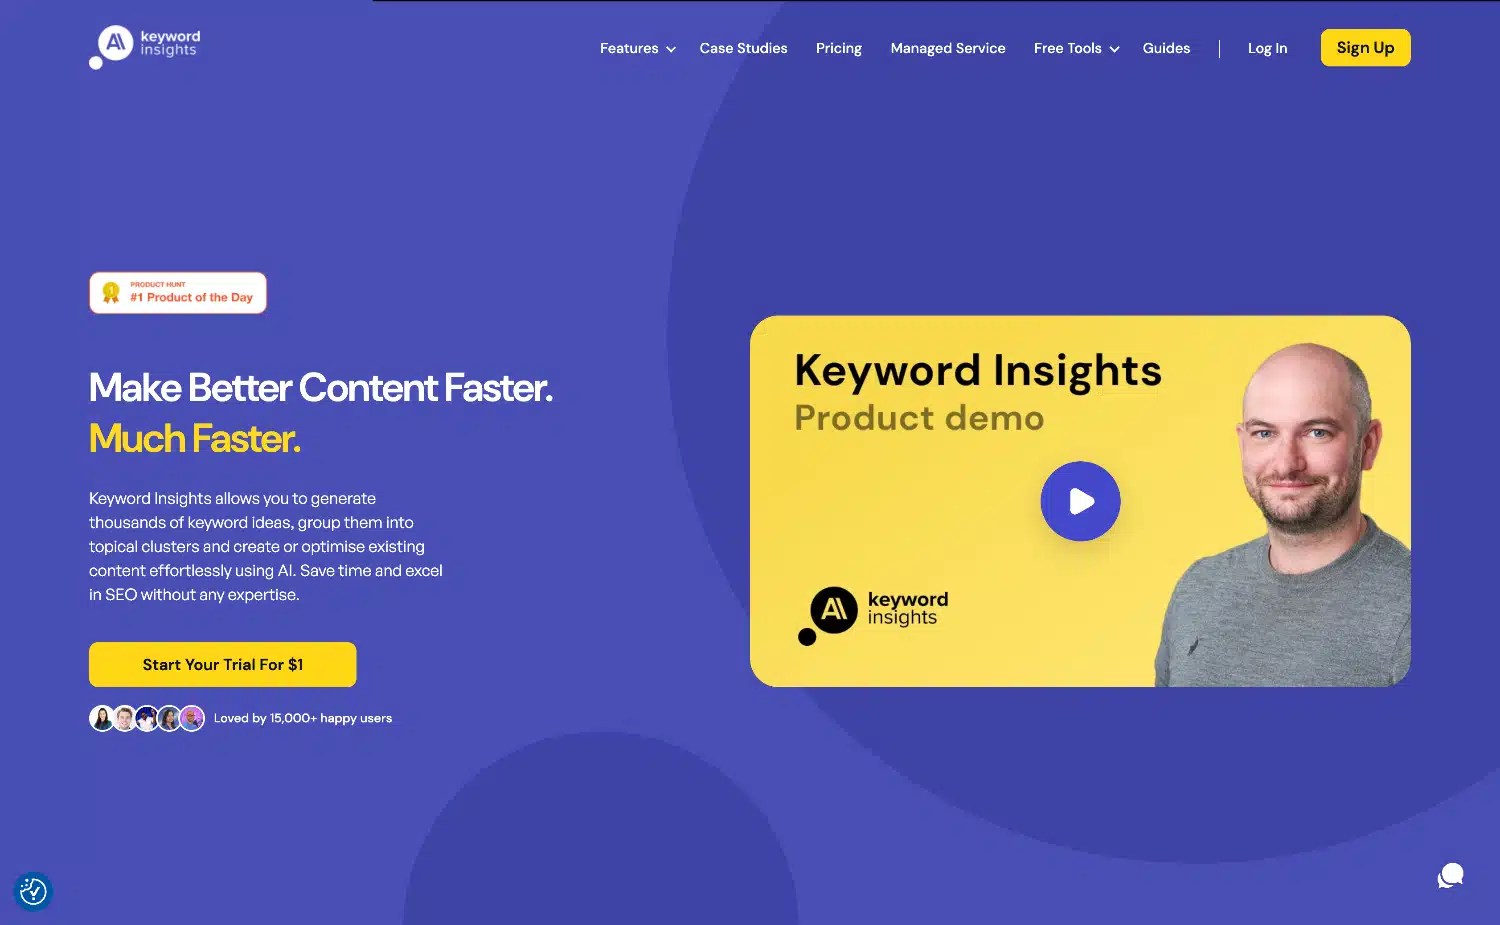 keyword
insights
Features
Case Studies
Pricing
Managed Service
Free Tools
Guides
Log In
Sign Up
PRODUCT HUNT
#1 Product of the Day
Make Better Content Faster.
Much Faster.
Keyword Insights allows you to generate
thousands of keyword ideas, group them into
topical clusters and create or optimise existing
content effortlessly using AI. Save time and excel
in SEO without any expertise.
Start Your Trial For $1
Loved by 15,000+ happy users
Keyword Insights
Product demo
keyword
insights